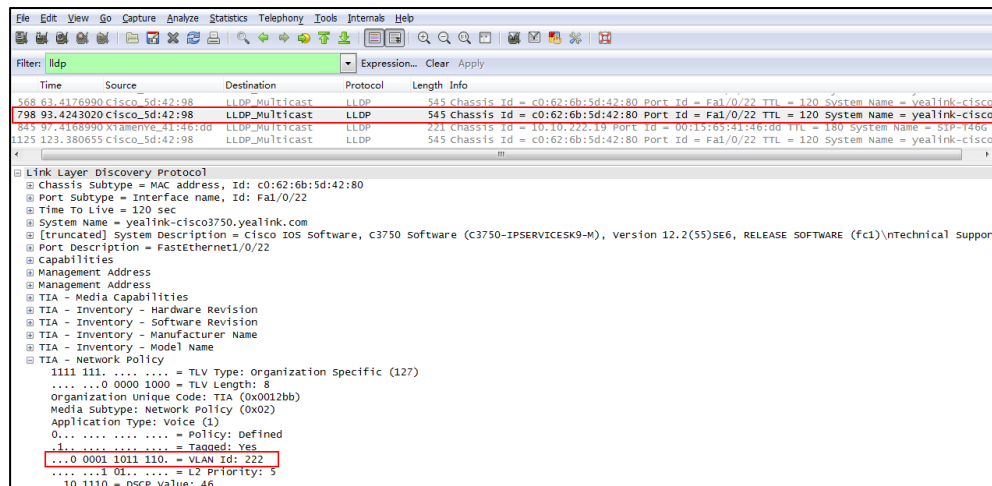 File Edit View Go Capture Analyze Statistics Telephony Tools Internals Help
Filter: lldp Expression... Clear Apply
Time Source Destination Protocol Length Info
568 63.4176990 Cisco_5d:42:98 LLDP_Multicast LLDP 545 Chassis Id = c0:62:6b:5d:42:80 Port Id = Fa1/0/22 TTL = 120 System Name = yealink-cisco
798 93.4243020 Cisco_5d:42:98 LLDP_Multicast LLDP 545 Chassis Id = c0:62:6b:5d:42:80 Port Id = Fa1/0/22 TTL = 120 System Name = yealink-cisco
845 97.4168990 XiamenYe_41:46:dd LLDP_Multicast LLDP 221 Chassis Id = 10.10.222.19 Port Id = 00:15:65:41:46:dd TTL = 180 System Name = SIP-T46G
1125 123.380655 Cisco_5d:42:98 LLDP_Multicast LLDP 545 Chassis Id = c0:62:6b:5d:42:80 Port Id = Fa1/0/22 TTL = 120 System Name = yealink-cisco
Link Layer Discovery Protocol
Chassis Subtype = MAC address, Id: c0:62:6b:5d:42:80
Port Subtype = Interface name, Id: Fa1/0/22
Time To Live = 120 sec
System Name = yealink-cisco3750.yealink.com
[truncated] System Description = Cisco IOS Software, C3750 Software (C3750-IPSERVICESK9-M), Version 12.2(55)SE6, RELEASE SOFTWARE (fc1)\nTechnical Suppor
Port Description = FastEthernet1/0/22
Capabilities
Management Address
Management Address
TIA - Media Capabilities
TIA - Inventory - Hardware Revision
TIA - Inventory - Software Revision
TIA - Inventory - Manufacturer Name
TIA - Inventory - Model Name
TIA - Network Policy
1111 111. .... .... = TLV Type: Organization Specific (127)
.... ...0 0000 1000 = TLV Length: 8
Organization Unique Code: TIA (0x0012bb)
Media Subtype: Network Policy (0x02)
Application Type: Voice (1)
0... .... .... .... = Policy: Defined
.1.. .... .... .... = Tagged: Yes
...0 0001 1011 110. = VLAN Id: 222
.... ...1 01.. .... = L2 Priority: 5
..10 1110 = DSCP Value: 46